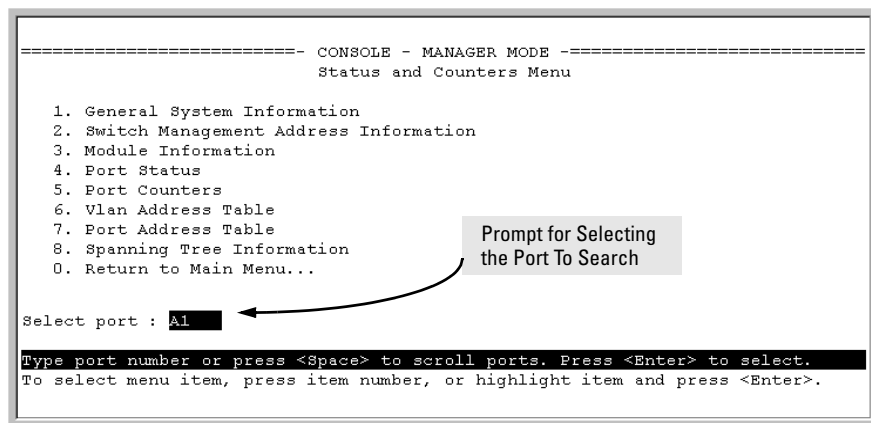 ===========================- CONSOLE - MANAGER MODE -============================
Status and Counters Menu
1. General System Information
2. Switch Management Address Information
3. Module Information
4. Port Status
5. Port Counters
6. Vlan Address Table
7. Port Address Table
8. Spanning Tree Information
0. Return to Main Menu...
Prompt for Selecting
the Port To Search
Select port : A1
Type port number or press <Space> to scroll ports. Press <Enter> to select.
To select menu item, press item number, or highlight item and press <Enter>.